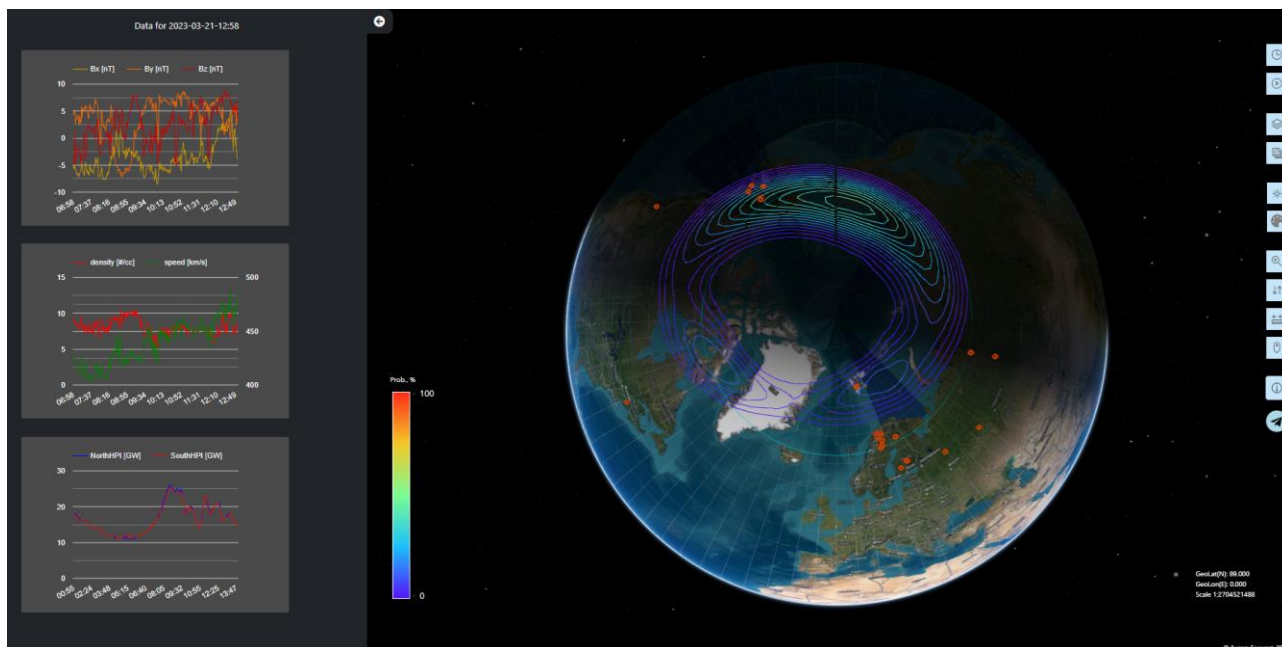 Data for 2023-03-21-12:58
Bx [nT] By [nT] Bz [nT]
10
5
0
-5
-10
06:58 07:37 08:16 08:55 09:34 10:13 10:52 11:31 12:10 12:49
density [#/cc] speed [km/s]
15 500
10 450
5
0 400
06:58 07:37 08:16 08:55 09:34 10:13 10:52 11:31 12:10 12:49
NorthHPI [GW] SouthHPI [GW]
30
20
10
0
00:55 02:24 03:48 05:15 06:40 08:05 09:32 10:55 12:25 13:47
Prob., %
100
0
GeoLat(N): 89.000
GeoLon(E): 0.000
Scale 1:2704521488